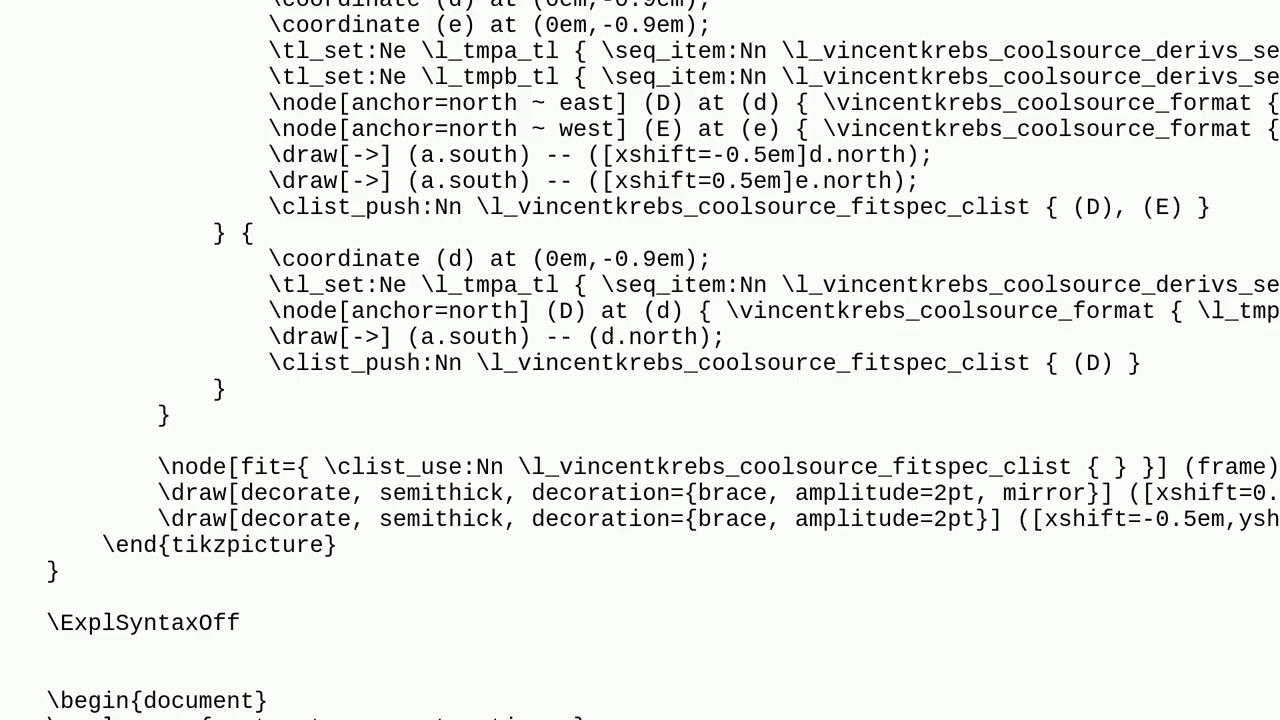 \coordinate (d) at (0em,-0.9em);
\coordinate (e) at (0em,-0.9em);
\tl_set:Ne \l_tmpa_tl { \seq_item:Nn \l_vincentkrebs_coolsource_derivs_se
\tl_set:Ne \l_tmpb_tl { \seq_item:Nn \l_vincentkrebs_coolsource_derivs_se
\node[anchor=north ~ east] (D) at (d) { \vincentkrebs_coolsource_format {
\node[anchor=north ~ west] (E) at (e) { \vincentkrebs_coolsource_format {
\draw[->] (a.south) -- ([xshift=-0.5em]d.north);
\draw[->] (a.south) -- ([xshift=0.5em]e.north);
\clist_push:Nn \l_vincentkrebs_coolsource_fitspec_clist { (D), (E) }
} {
\coordinate (d) at (0em,-0.9em);
\tl_set:Ne \l_tmpa_tl { \seq_item:Nn \l_vincentkrebs_coolsource_derivs_se
\node[anchor=north] (D) at (d) { \vincentkrebs_coolsource_format { \l_tmp
\draw[->] (a.south) -- (d.north);
\clist_push:Nn \l_vincentkrebs_coolsource_fitspec_clist { (D) }
}
}
\node[fit={ \clist_use:Nn \l_vincentkrebs_coolsource_fitspec_clist { } }] (frame)
\draw[decorate, semithick, decoration={brace, amplitude=2pt, mirror}] ([xshift=0.
\draw[decorate, semithick, decoration={brace, amplitude=2pt}] ([xshift=-0.5em,ysh
\end{tikzpicture}
}
\ExplSyntaxOff
\begin{document}